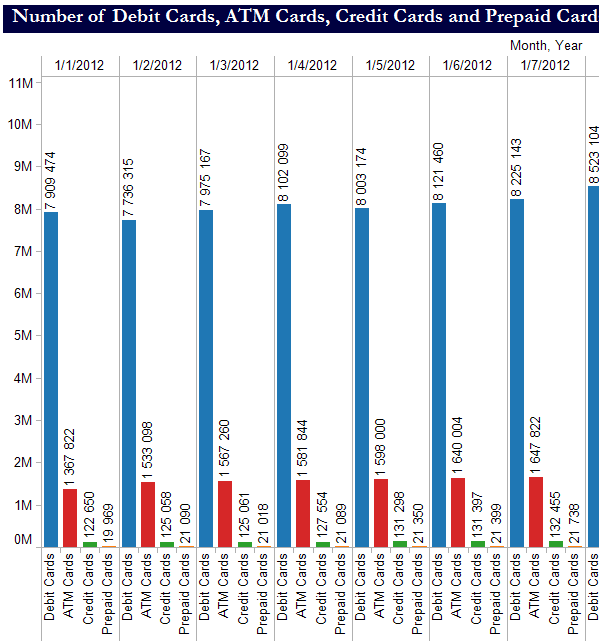 Number of Debit Cards, ATM Cards, Credit Cards and Prepaid Card
Month, Year
1/1/2012 1/2/2012 1/3/2012 1/4/2012 1/5/2012 1/6/2012 1/7/2012
11M
10M
9M
8M
7M
6M
5M
4M
3M
2M
1M
0M
7 909 474
1 367 822
122 650
19 969
7 736 315
1 533 098
125 058
21 090
7 975 167
1 567 260
125 061
21 018
8 102 099
1 581 844
127 554
21 089
8 003 174
1 598 000
131 298
21 350
8 121 460
1 640 004
131 397
21 399
8 225 143
1 647 822
132 455
21 738
8 523 104
Debit Cards
ATM Cards
Credit Cards
Prepaid Cards
Debit Cards
ATM Cards
Credit Cards
Prepaid Cards
Debit Cards
ATM Cards
Credit Cards
Prepaid Cards
Debit Cards
ATM Cards
Credit Cards
Prepaid Cards
Debit Cards
ATM Cards
Credit Cards
Prepaid Cards
Debit Cards
ATM Cards
Credit Cards
Prepaid Cards
Debit Cards
ATM Cards
Credit Cards
Prepaid Cards
Debit Cards